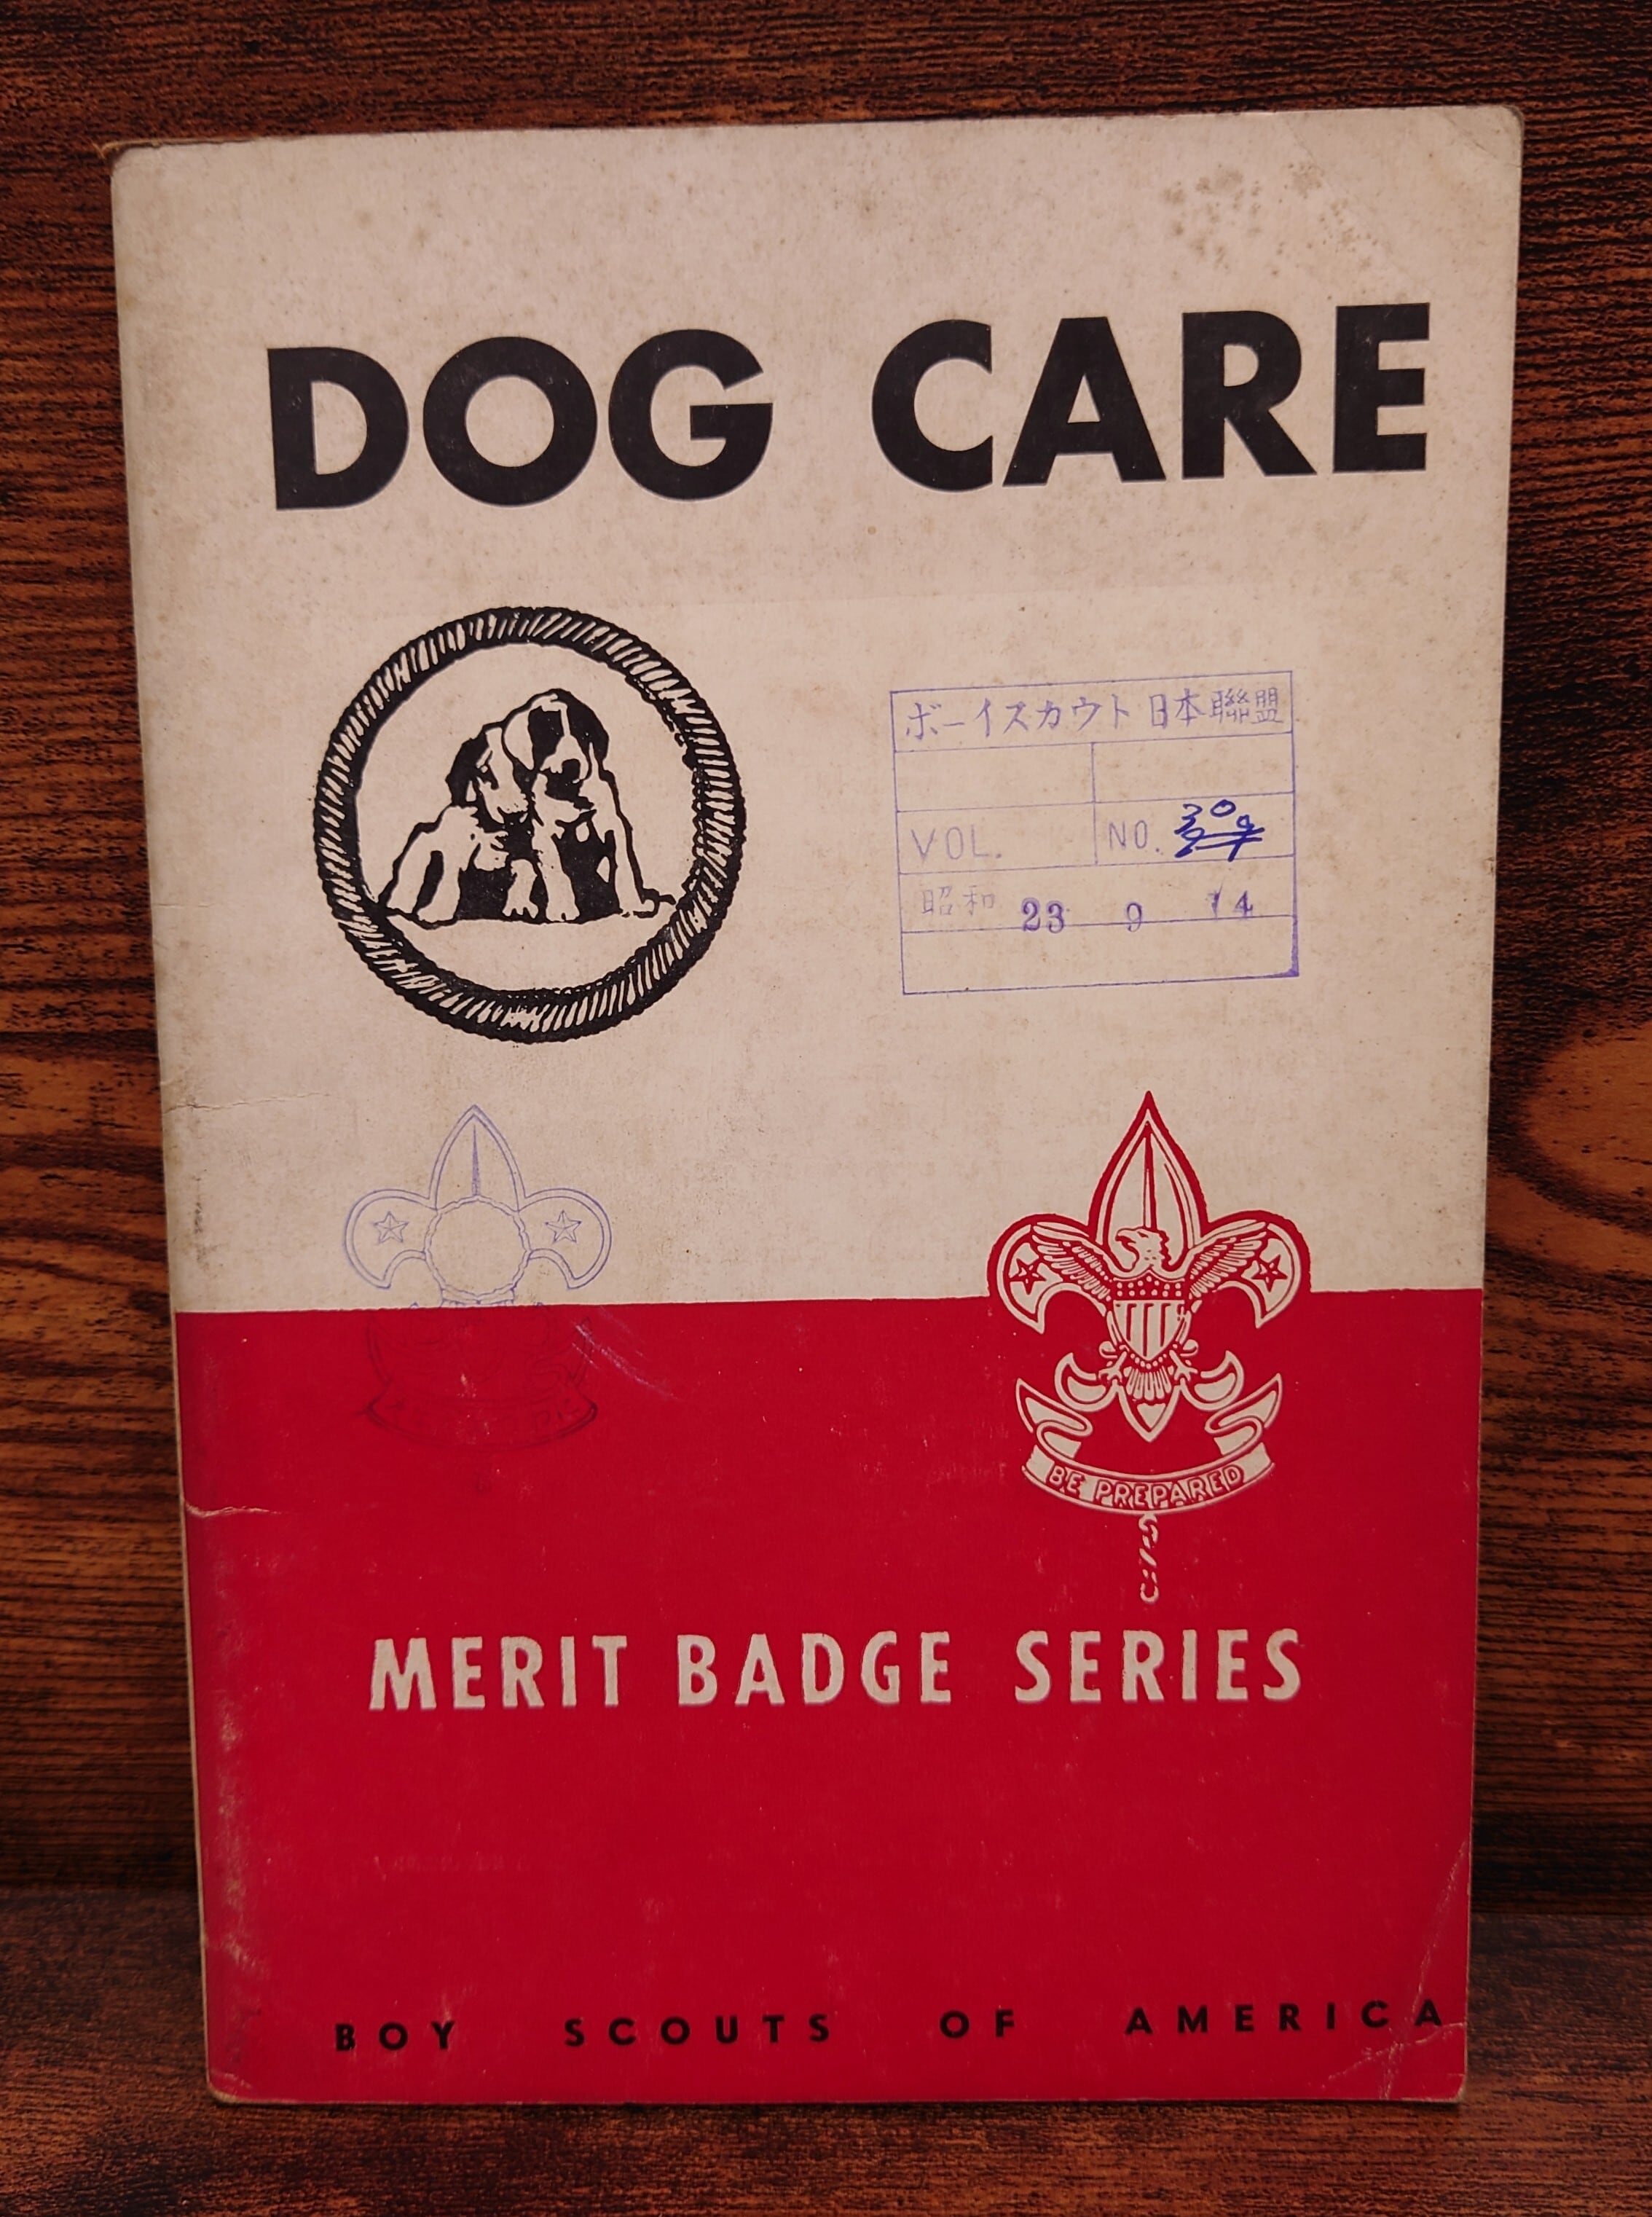 DOG CARE
ボーイスカウト日本聯盟
VOL.
NO.
昭和 23 9 14
BE PREPARED
MERIT BADGE SERIES
BOY SCOUTS OF AMERICA